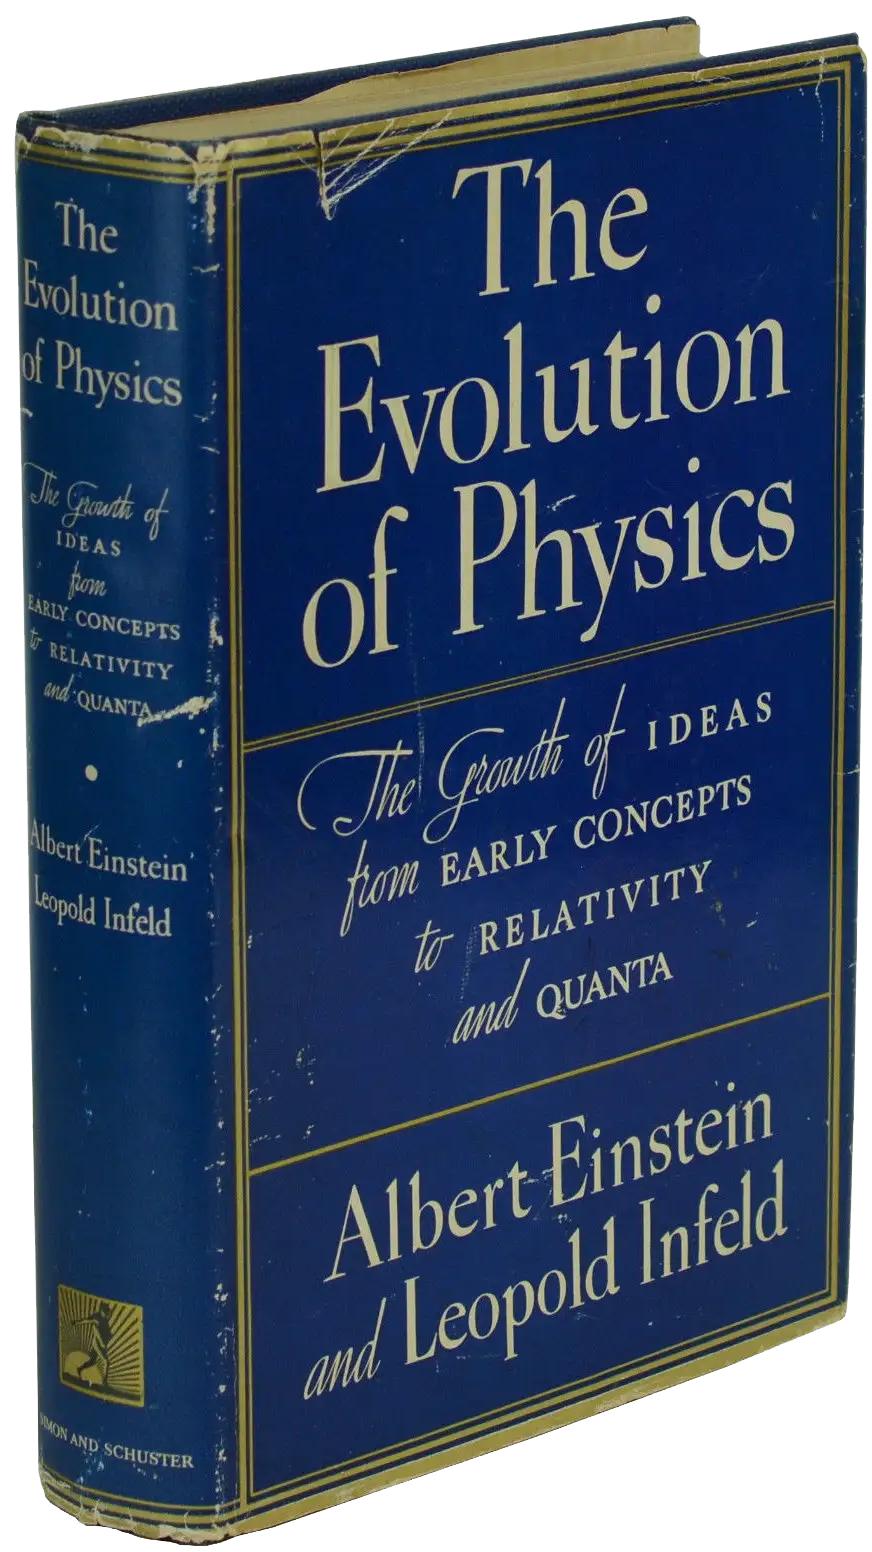 The
Evolution
of Physics
The Growth of
IDEAS
from
EARLY CONCEPTS
to RELATIVITY
and QUANTA
Albert Einstein
Leopold Infeld
SIMON AND SCHUSTER
The
Evolution
of Physics
The Growth of IDEAS
from EARLY CONCEPTS
to RELATIVITY
and QUANTA
Albert Einstein
and Leopold Infeld